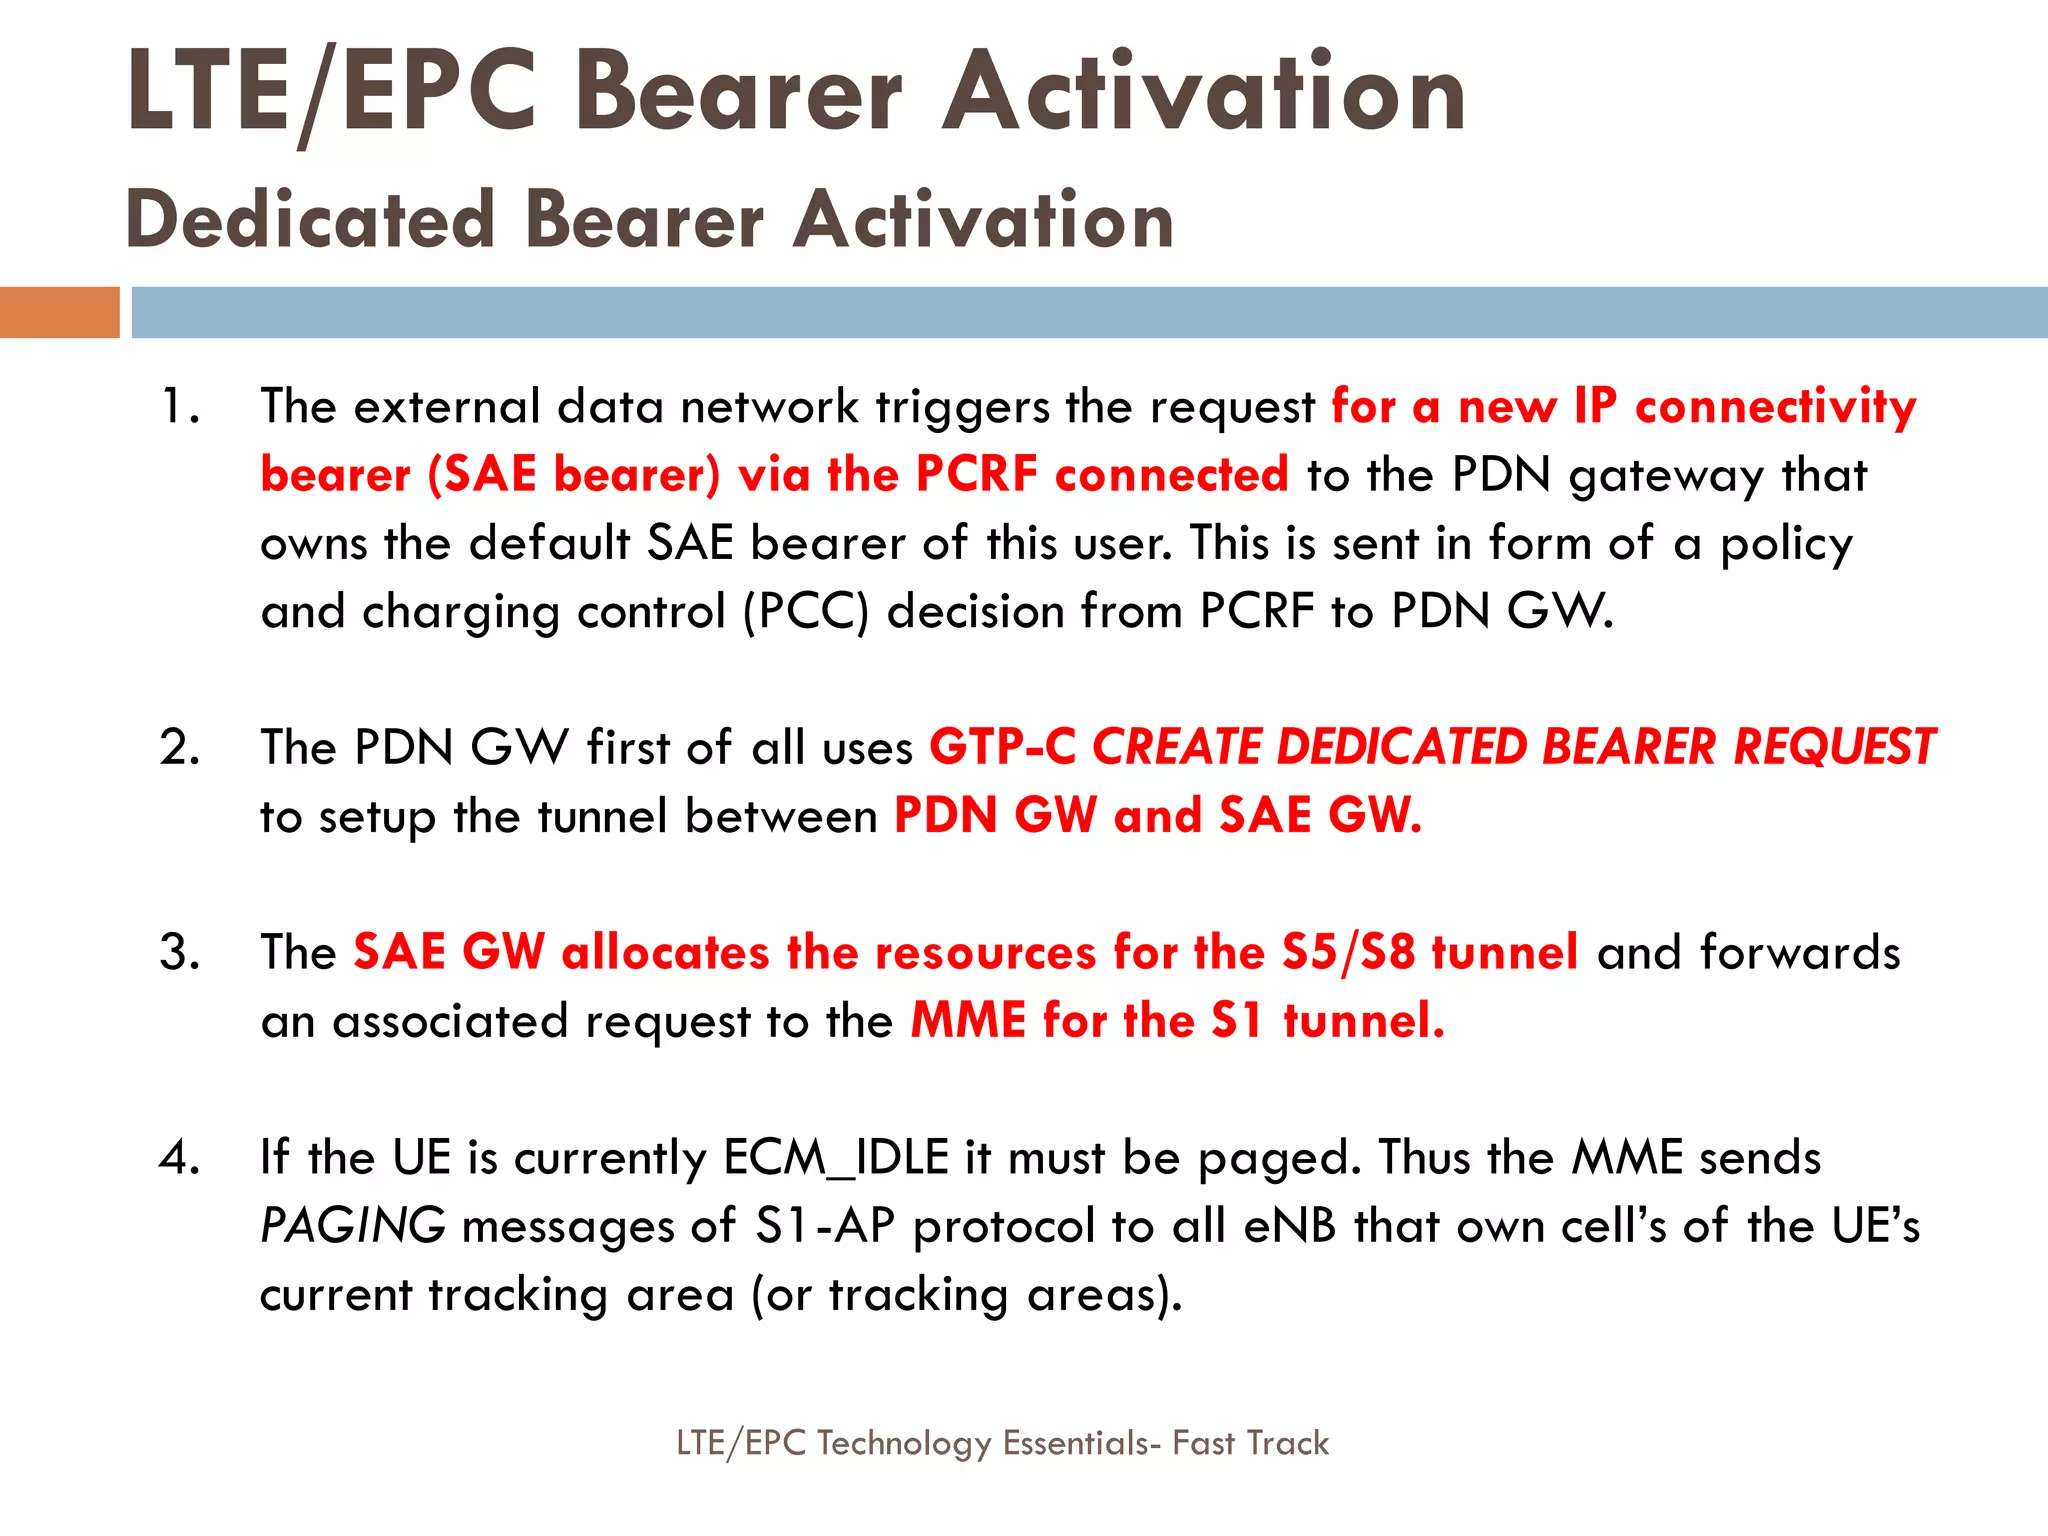 LTE/EPC Bearer Activation
Dedicated Bearer Activation
1. The external data network triggers the request for a new IP connectivity
bearer (SAE bearer) via the PCRF connected to the PDN gateway that
owns the default SAE bearer of this user. This is sent in form of a policy
and charging control (PCC) decision from PCRF to PDN GW.
2. The PDN GW first of all uses GTP-C CREATE DEDICATED BEARER REQUEST
to setup the tunnel between PDN GW and SAE GW.
3. The SAE GW allocates the resources for the S5/S8 tunnel and forwards
an associated request to the MME for the S1 tunnel.
4. If the UE is currently ECM_IDLE it must be paged. Thus the MME sends
PAGING messages of S1-AP protocol to all eNB that own cell’s of the UE’s
current tracking area (or tracking areas).
LTE/EPC Technology Essentials- Fast Track